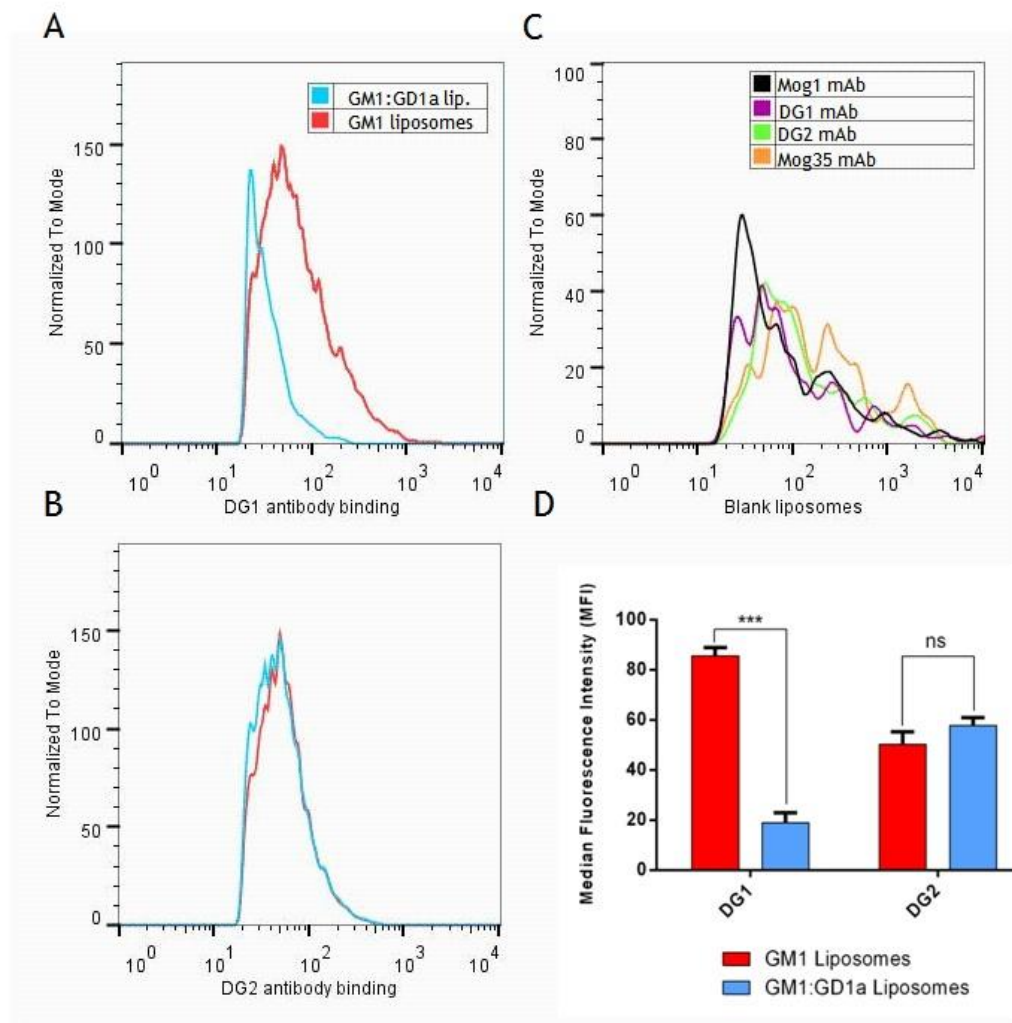 A
GM1:GD1a lip.
GM1 liposomes
Normalized To Mode
150
100
50
0
10^0 10^1 10^2 10^3 10^4
DG1 antibody binding
C
Mog1 mAb
DG1 mAb
DG2 mAb
Mog35 mAb
Normalized To Mode
100
80
60
40
20
0
10^0 10^1 10^2 10^3 10^4
Blank liposomes
B
Normalized To Mode
150
100
50
0
10^0 10^1 10^2 10^3 10^4
DG2 antibody binding
D
Median Fluorescence Intensity (MFI)
100
80
60
40
20
0
***
ns
DG1
DG2
GM1 Liposomes
GM1:GD1a Liposomes